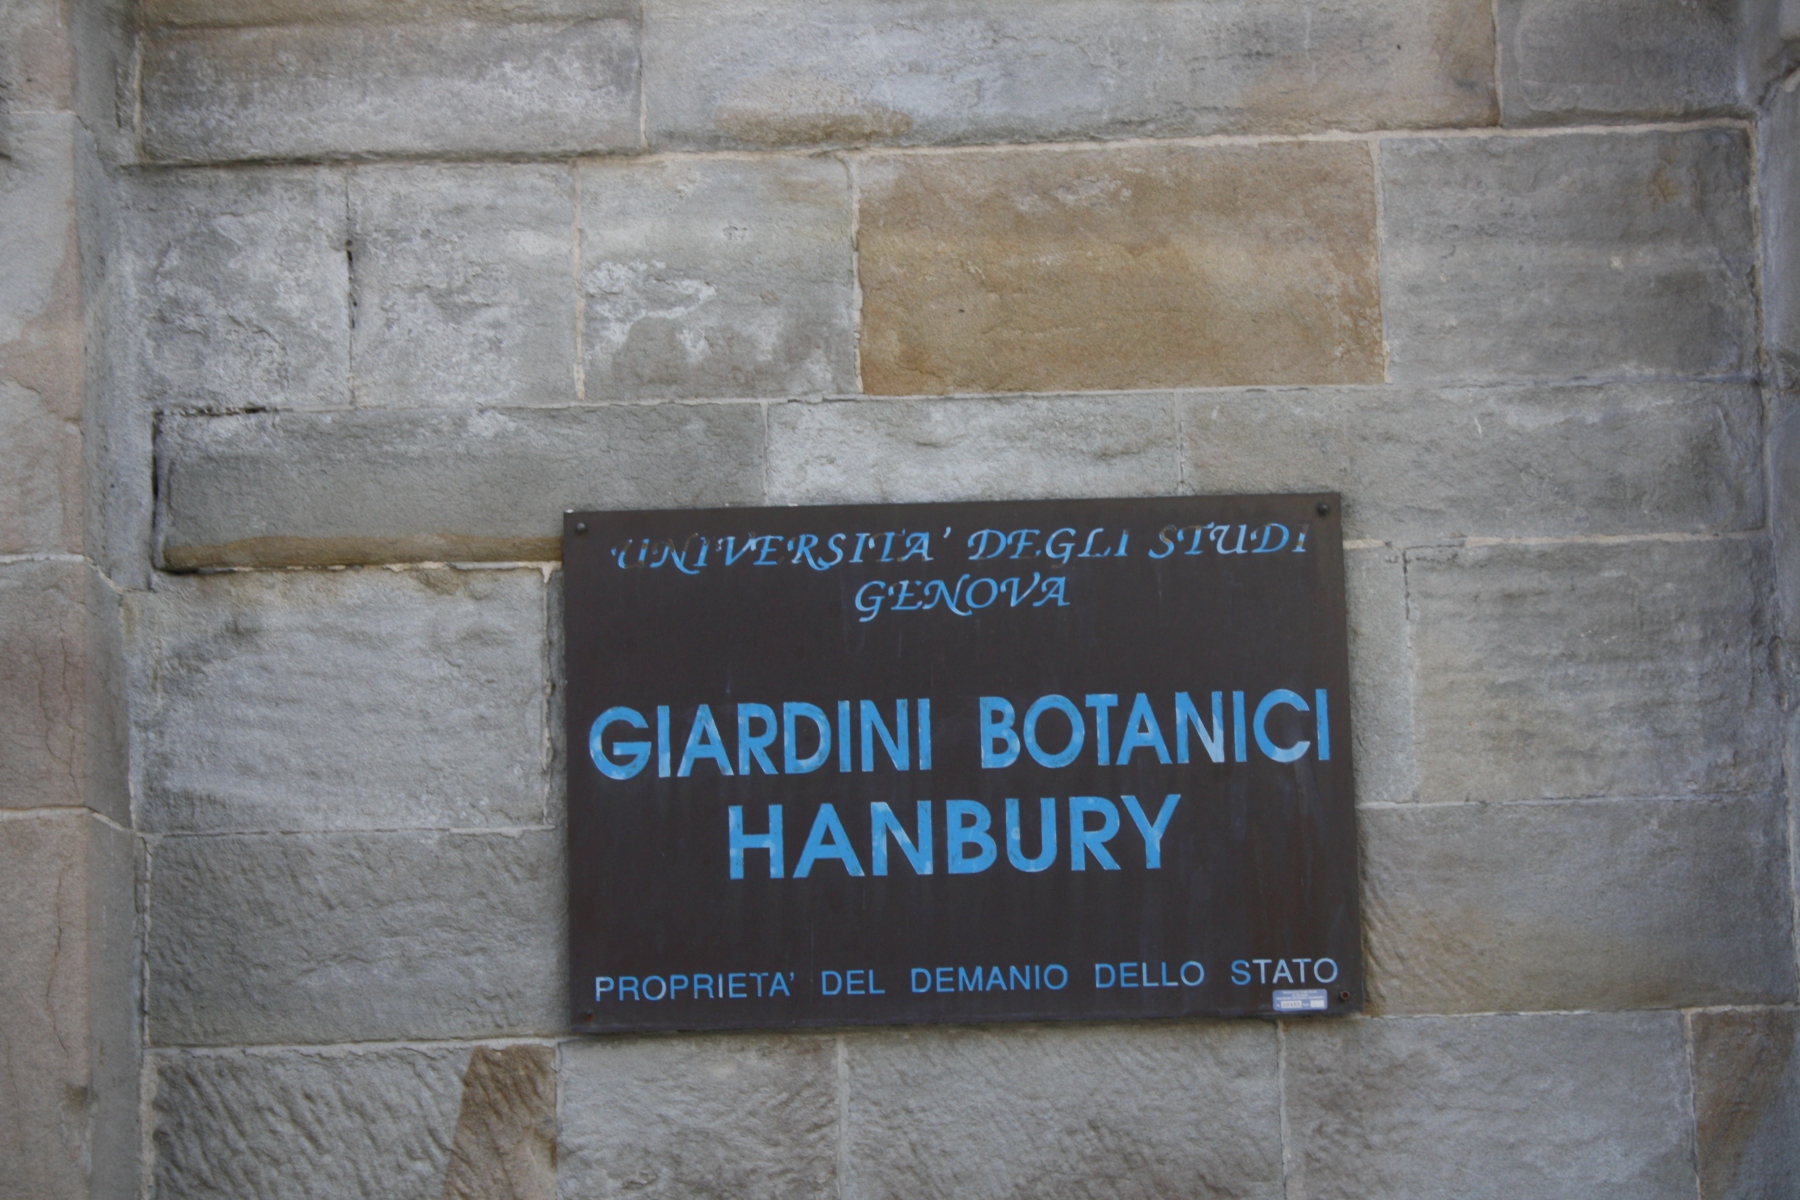 UNIVERSITA' DEGLI STUDI
GENOVA
GIARDINI BOTANICI
HANBURY
PROPRIETA' DEL DEMANIO DELLO STATO